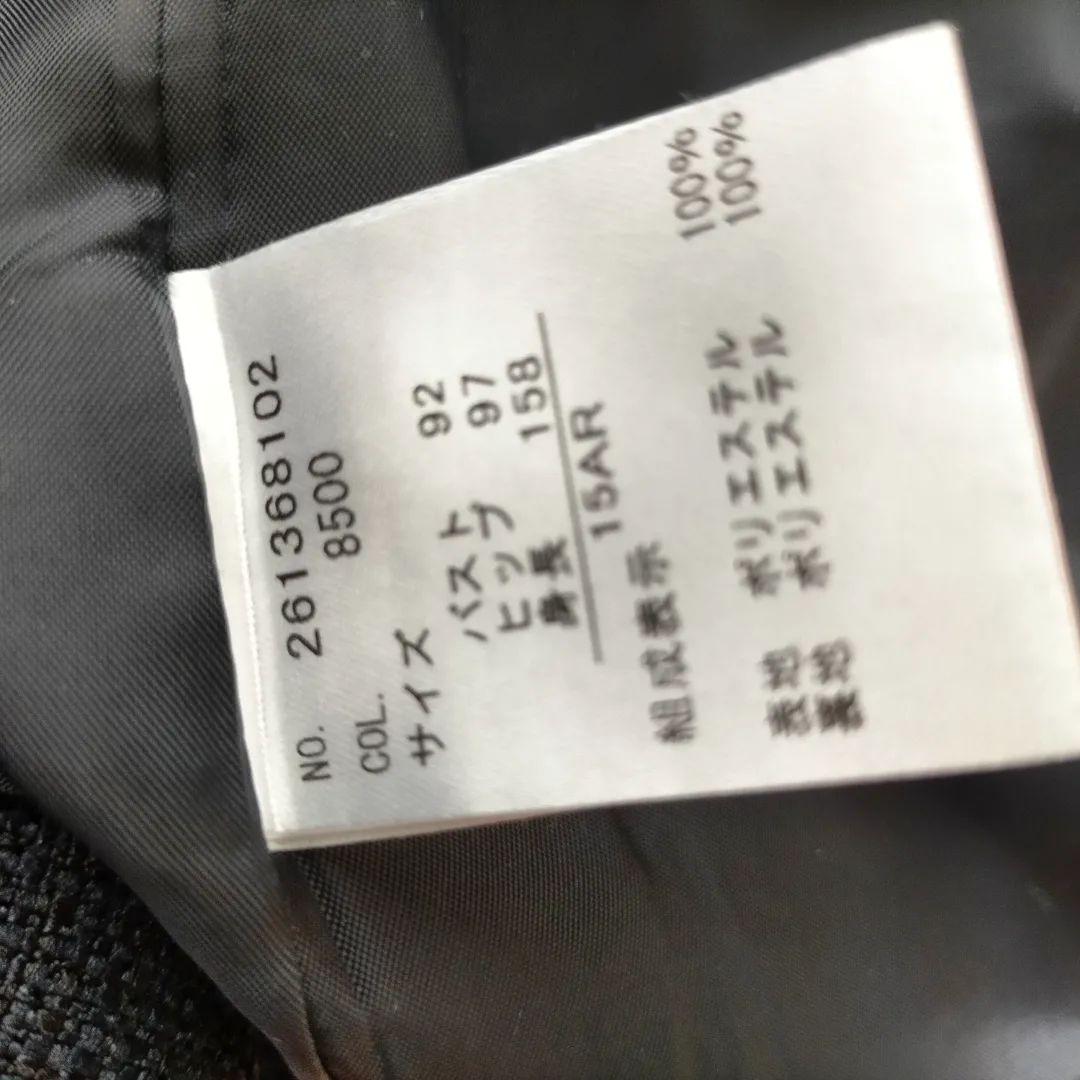 NO. 261368102
COL. 8500
サイズ
バスト 92
ヒップ 97
身長 158
15AR
組成表示
表地 ポリエステル 100%
裏地 ポリエステル 100%